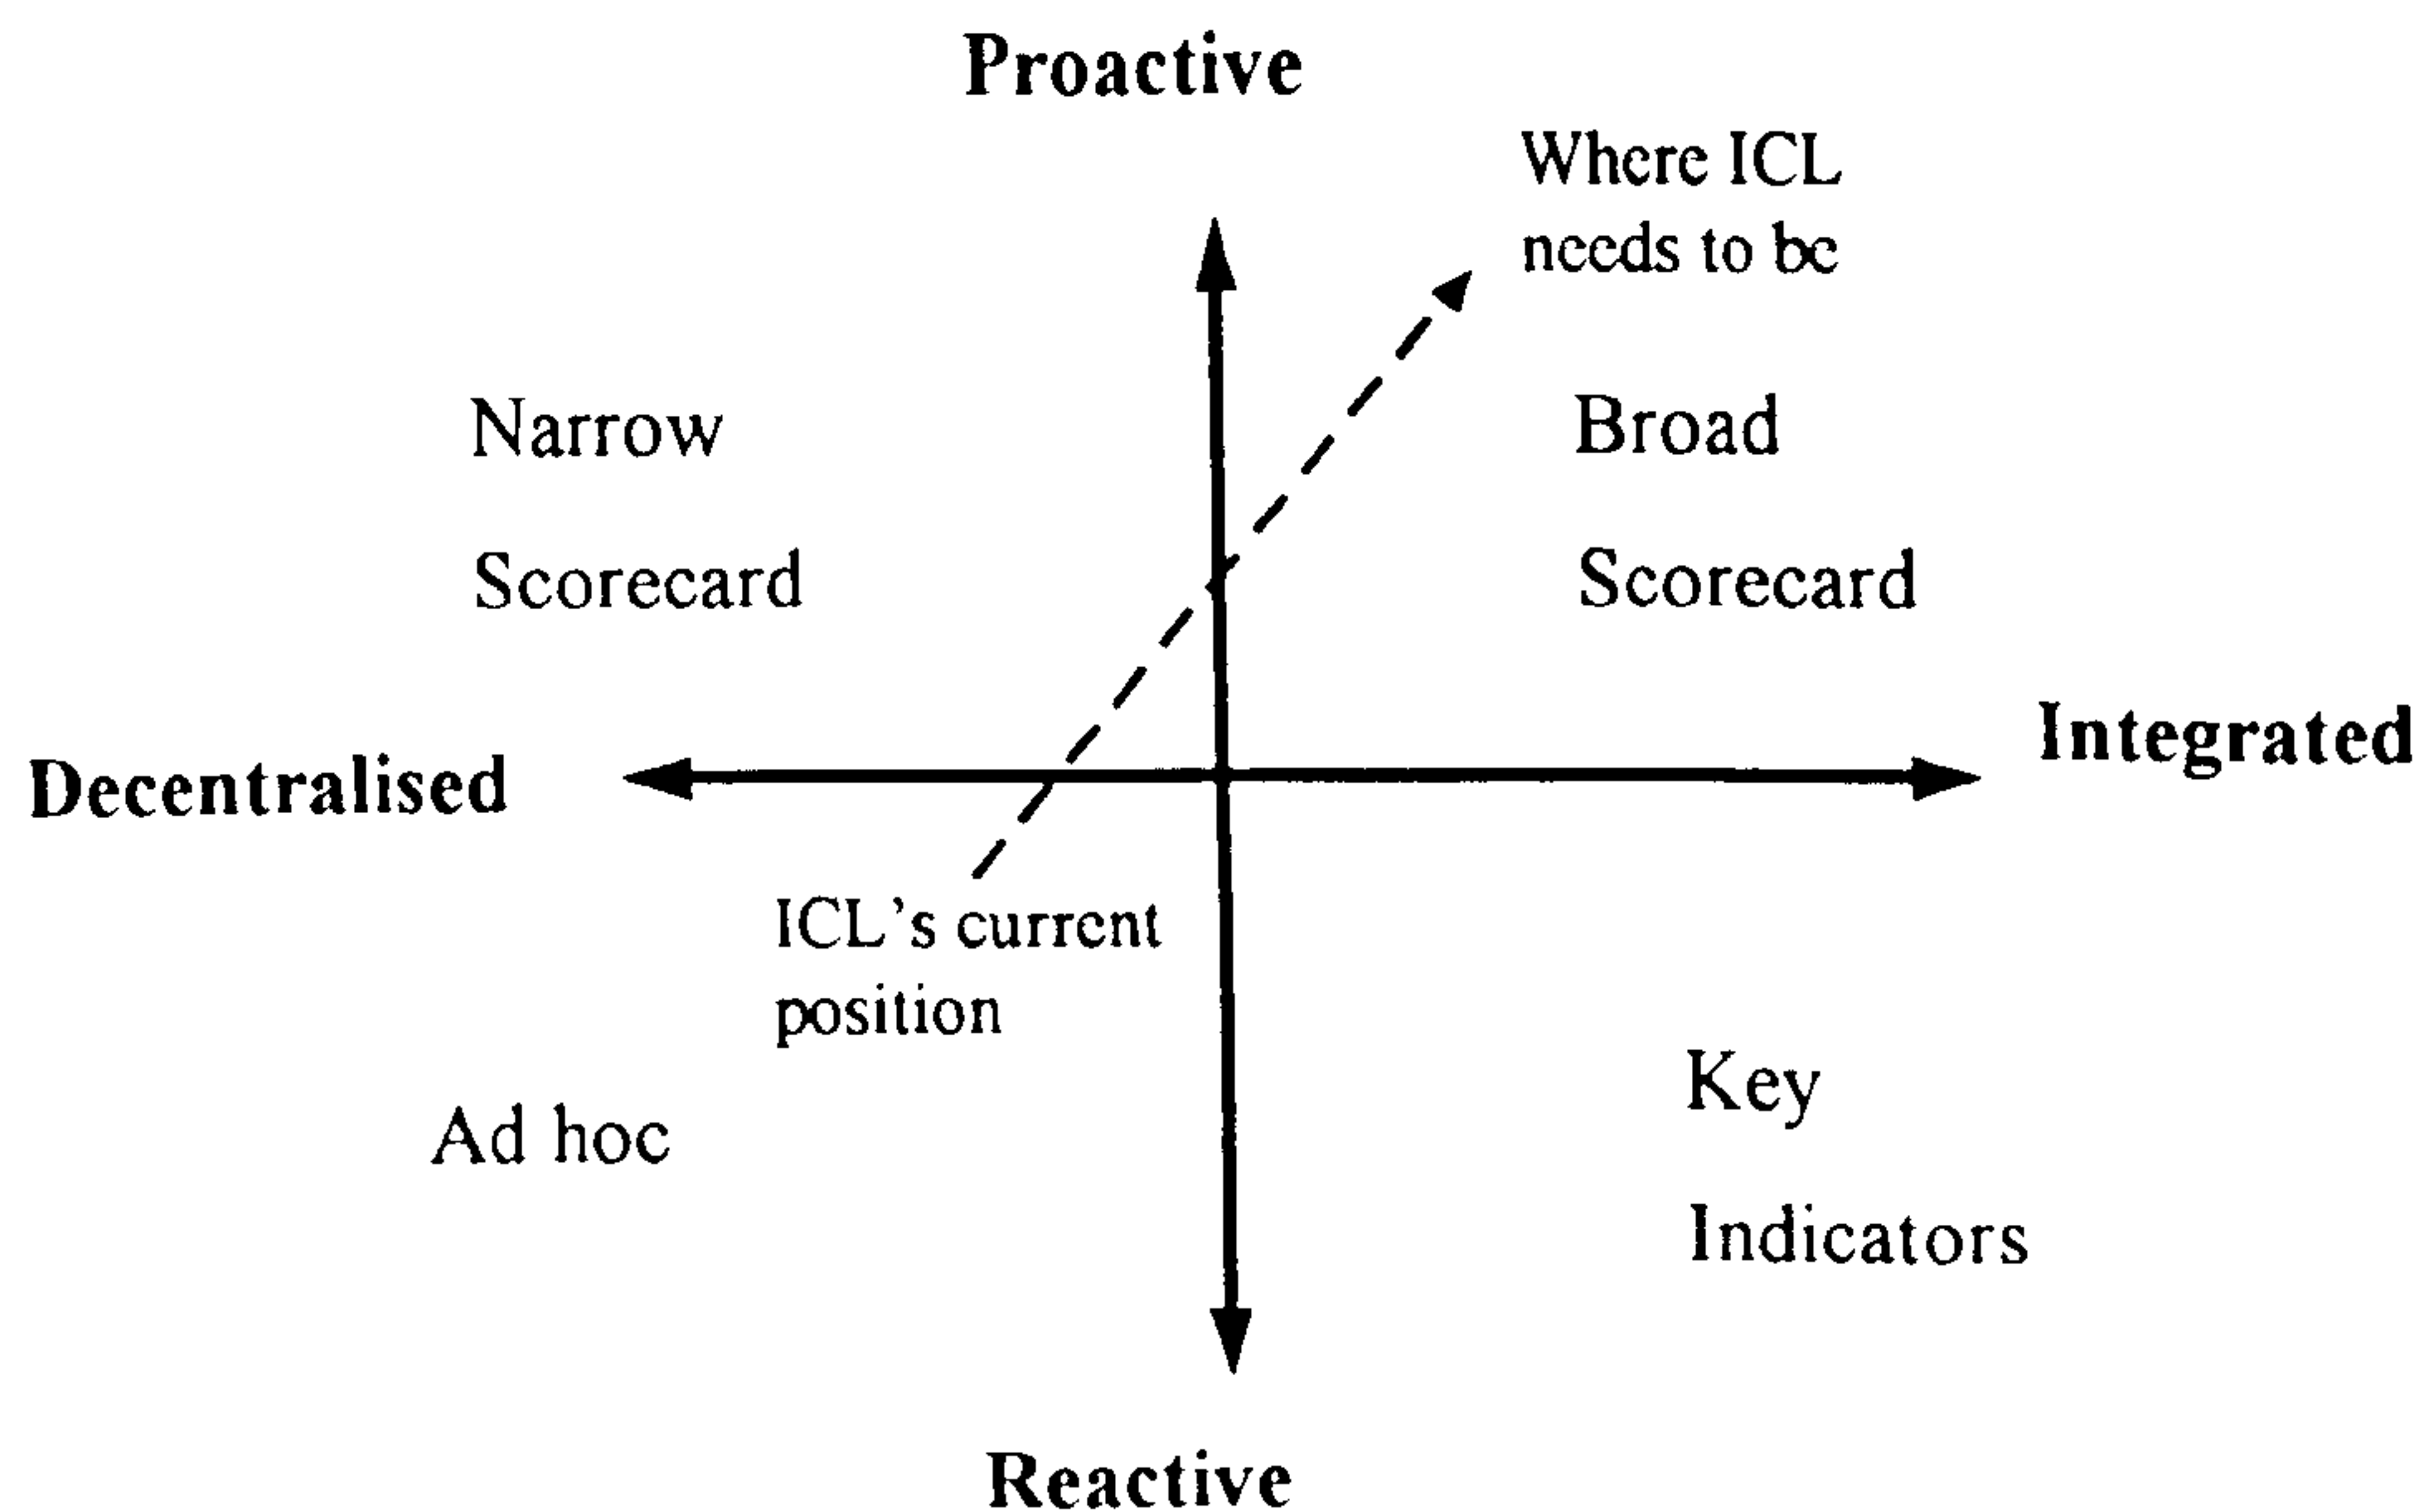 Proactive
Where ICL
needs to be
Narrow
Scorecard
Broad
Scorecard
Decentralised
Integrated
ICL's current
position
Ad hoc
Key
Indicators
Reactive